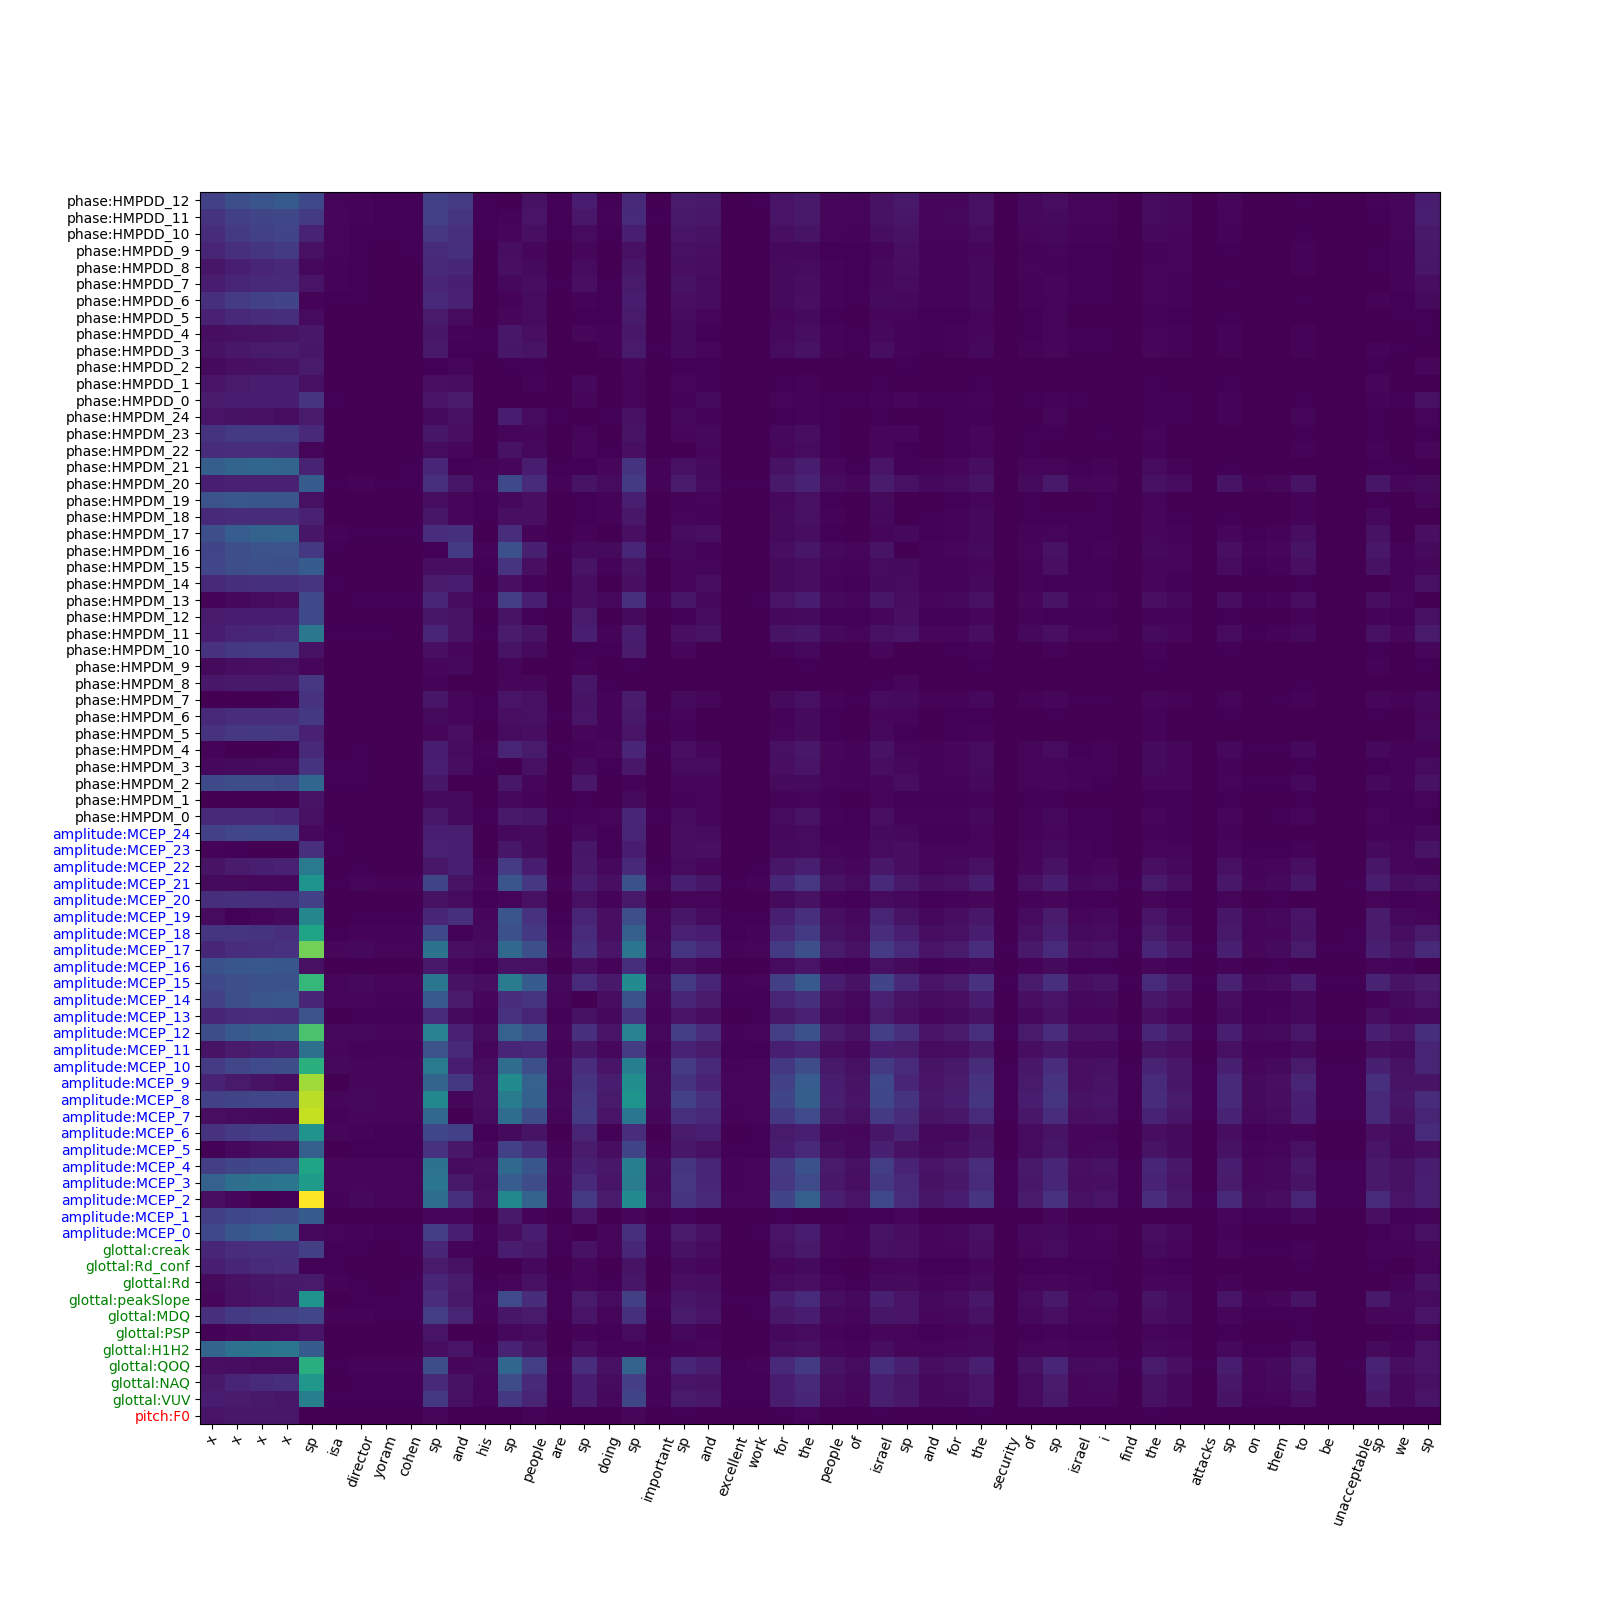 phase:HMPDD_12
phase:HMPDD_11
phase:HMPDD_10
phase:HMPDD_9
phase:HMPDD_8
phase:HMPDD_7
phase:HMPDD_6
phase:HMPDD_5
phase:HMPDD_4
phase:HMPDD_3
phase:HMPDD_2
phase:HMPDD_1
phase:HMPDD_0
phase:HMPDM_24
phase:HMPDM_23
phase:HMPDM_22
phase:HMPDM_21
phase:HMPDM_20
phase:HMPDM_19
phase:HMPDM_18
phase:HMPDM_17
phase:HMPDM_16
phase:HMPDM_15
phase:HMPDM_14
phase:HMPDM_13
phase:HMPDM_12
phase:HMPDM_11
phase:HMPDM_10
phase:HMPDM_9
phase:HMPDM_8
phase:HMPDM_7
phase:HMPDM_6
phase:HMPDM_5
phase:HMPDM_4
phase:HMPDM_3
phase:HMPDM_2
phase:HMPDM_1
phase:HMPDM_0
amplitude:MCEP_24
amplitude:MCEP_23
amplitude:MCEP_22
amplitude:MCEP_21
amplitude:MCEP_20
amplitude:MCEP_19
amplitude:MCEP_18
amplitude:MCEP_17
amplitude:MCEP_16
amplitude:MCEP_15
amplitude:MCEP_14
amplitude:MCEP_13
amplitude:MCEP_12
amplitude:MCEP_11
amplitude:MCEP_10
amplitude:MCEP_9
amplitude:MCEP_8
amplitude:MCEP_7
amplitude:MCEP_6
amplitude:MCEP_5
amplitude:MCEP_4
amplitude:MCEP_3
amplitude:MCEP_2
amplitude:MCEP_1
amplitude:MCEP_0
glottal:creak
glottal:Rd_conf
glottal:Rd
glottal:peakSlope
glottal:MDQ
glottal:PSP
glottal:H1H2
glottal:QOQ
glottal:NAQ
glottal:VUV
pitch:F0
x
x
x
x
sp
isa
director
yoram
cohen
sp
and
his
sp
people
are
sp
doing
sp
important
sp
and
excellent
work
for
the
people
of
israel
sp
and
for
the
security
of
sp
israel
i
find
the
sp
attacks
sp
on
them
to
be
unacceptable
sp
we
sp